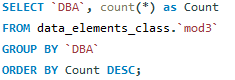 SELECT `DBA`, count(*) as Count
FROM data_elements_class.`mod3`
GROUP BY `DBA`
ORDER BY Count DESC;